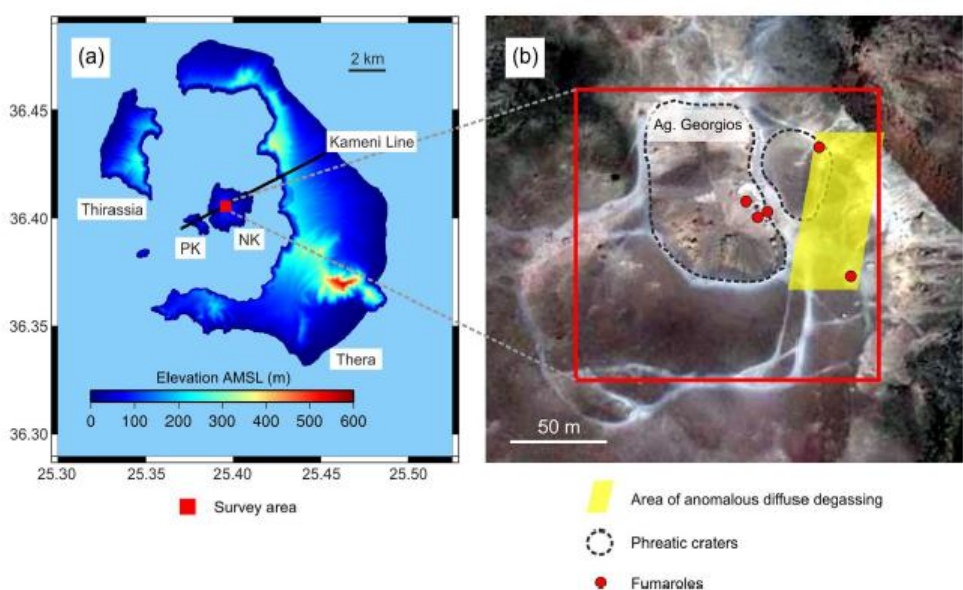 (a)
2 km
Kameni Line
Thirassia
PK
NK
Thera
Elevation AMSL (m)
0 100 200 300 400 500 600
36.45
36.40
36.35
36.30
25.30 25.35 25.40 25.45 25.50
Survey area
(b)
Ag. Georgios
50 m
Area of anomalous diffuse degassing
Phreatic craters
Fumaroles